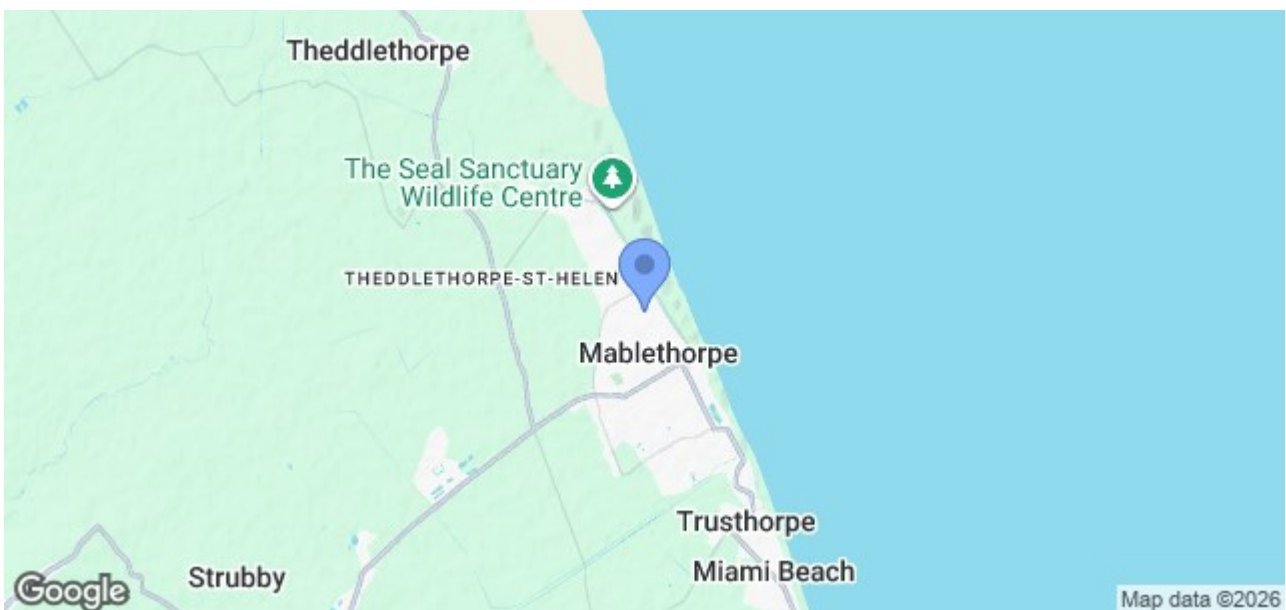 Theddlethorpe
The Seal Sanctuary
Wildlife Centre
THEDDLETHORPE-ST-HELEN
Mablethorpe
Trusthorpe
Miami Beach
Strubby
Google
Map data ©2026